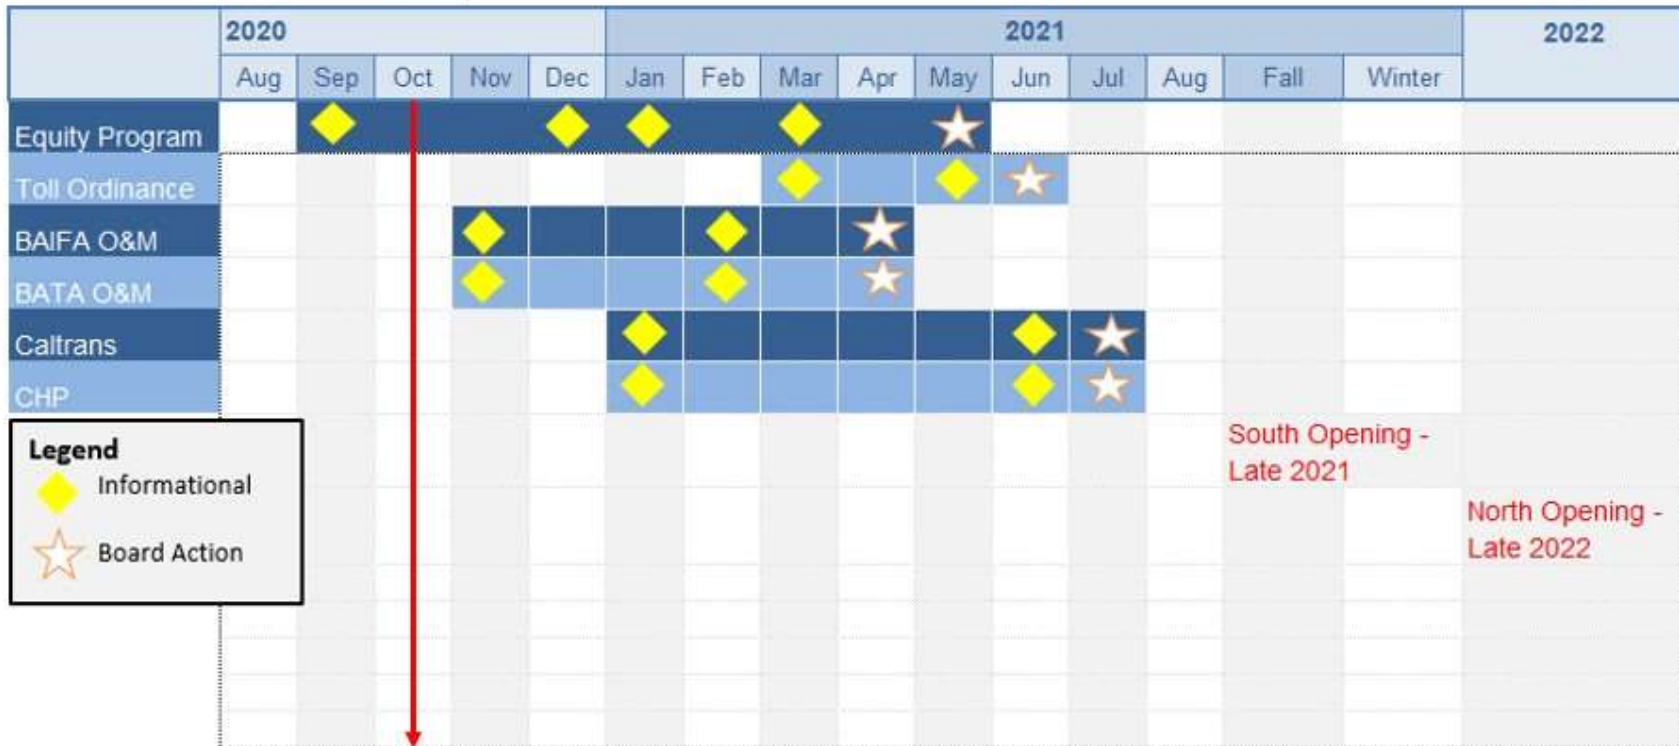 2020 2021 2022
Aug Sep Oct Nov Dec Jan Feb Mar Apr May Jun Jul Aug Fall Winter
Equity Program
Toll Ordinance
BAIFA O&M
BATA O&M
Caltrans
CHP
Legend
Informational
Board Action
South Opening -
Late 2021
North Opening -
Late 2022